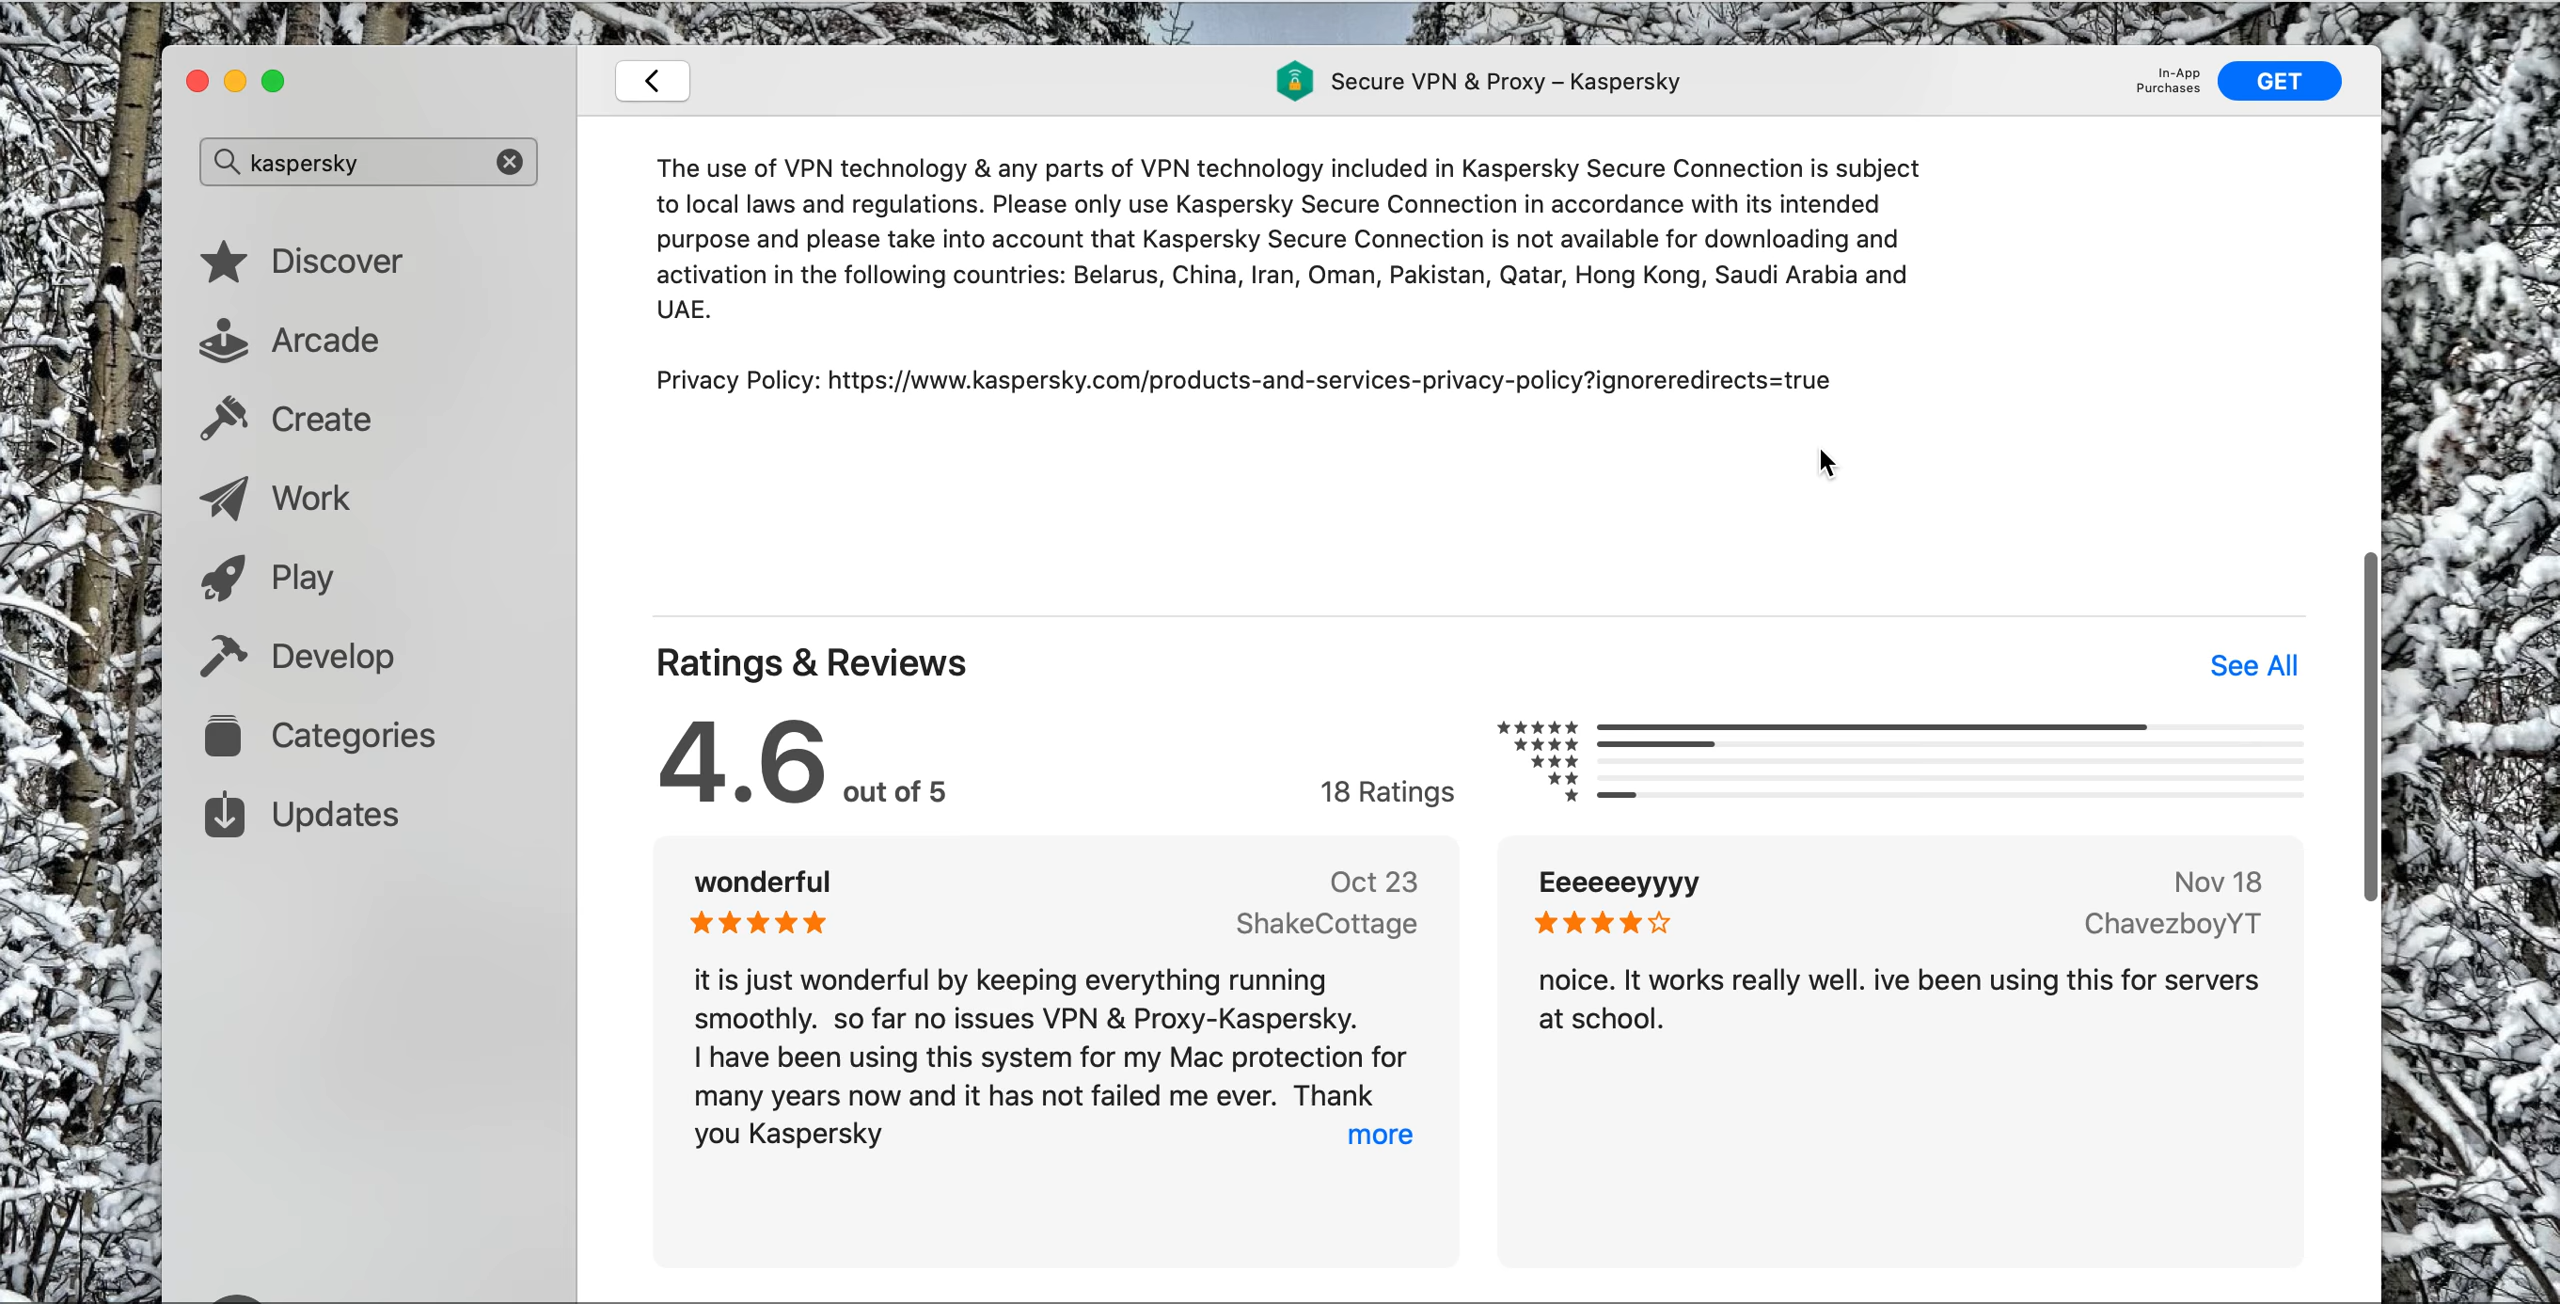 Secure VPN & Proxy – Kaspersky
In-App
Purchases
GET
kaspersky
Discover
Arcade
Create
Work
Play
Develop
Categories
Updates
The use of VPN technology & any parts of VPN technology included in Kaspersky Secure Connection is subject
to local laws and regulations. Please only use Kaspersky Secure Connection in accordance with its intended
purpose and please take into account that Kaspersky Secure Connection is not available for downloading and
activation in the following countries: Belarus, China, Iran, Oman, Pakistan, Qatar, Hong Kong, Saudi Arabia and
UAE.
Privacy Policy: https://www.kaspersky.com/products-and-services-privacy-policy?ignoreredirects=true
Ratings & Reviews
See All
4.6 out of 5
18 Ratings
wonderful
Oct 23
ShakeCottage
it is just wonderful by keeping everything running
smoothly.  so far no issues VPN & Proxy-Kaspersky.
I have been using this system for my Mac protection for
many years now and it has not failed me ever.  Thank
you Kaspersky
more
Eeeeeeyyyy
Nov 18
ChavezboyYT
noice. It works really well. ive been using this for servers
at school.